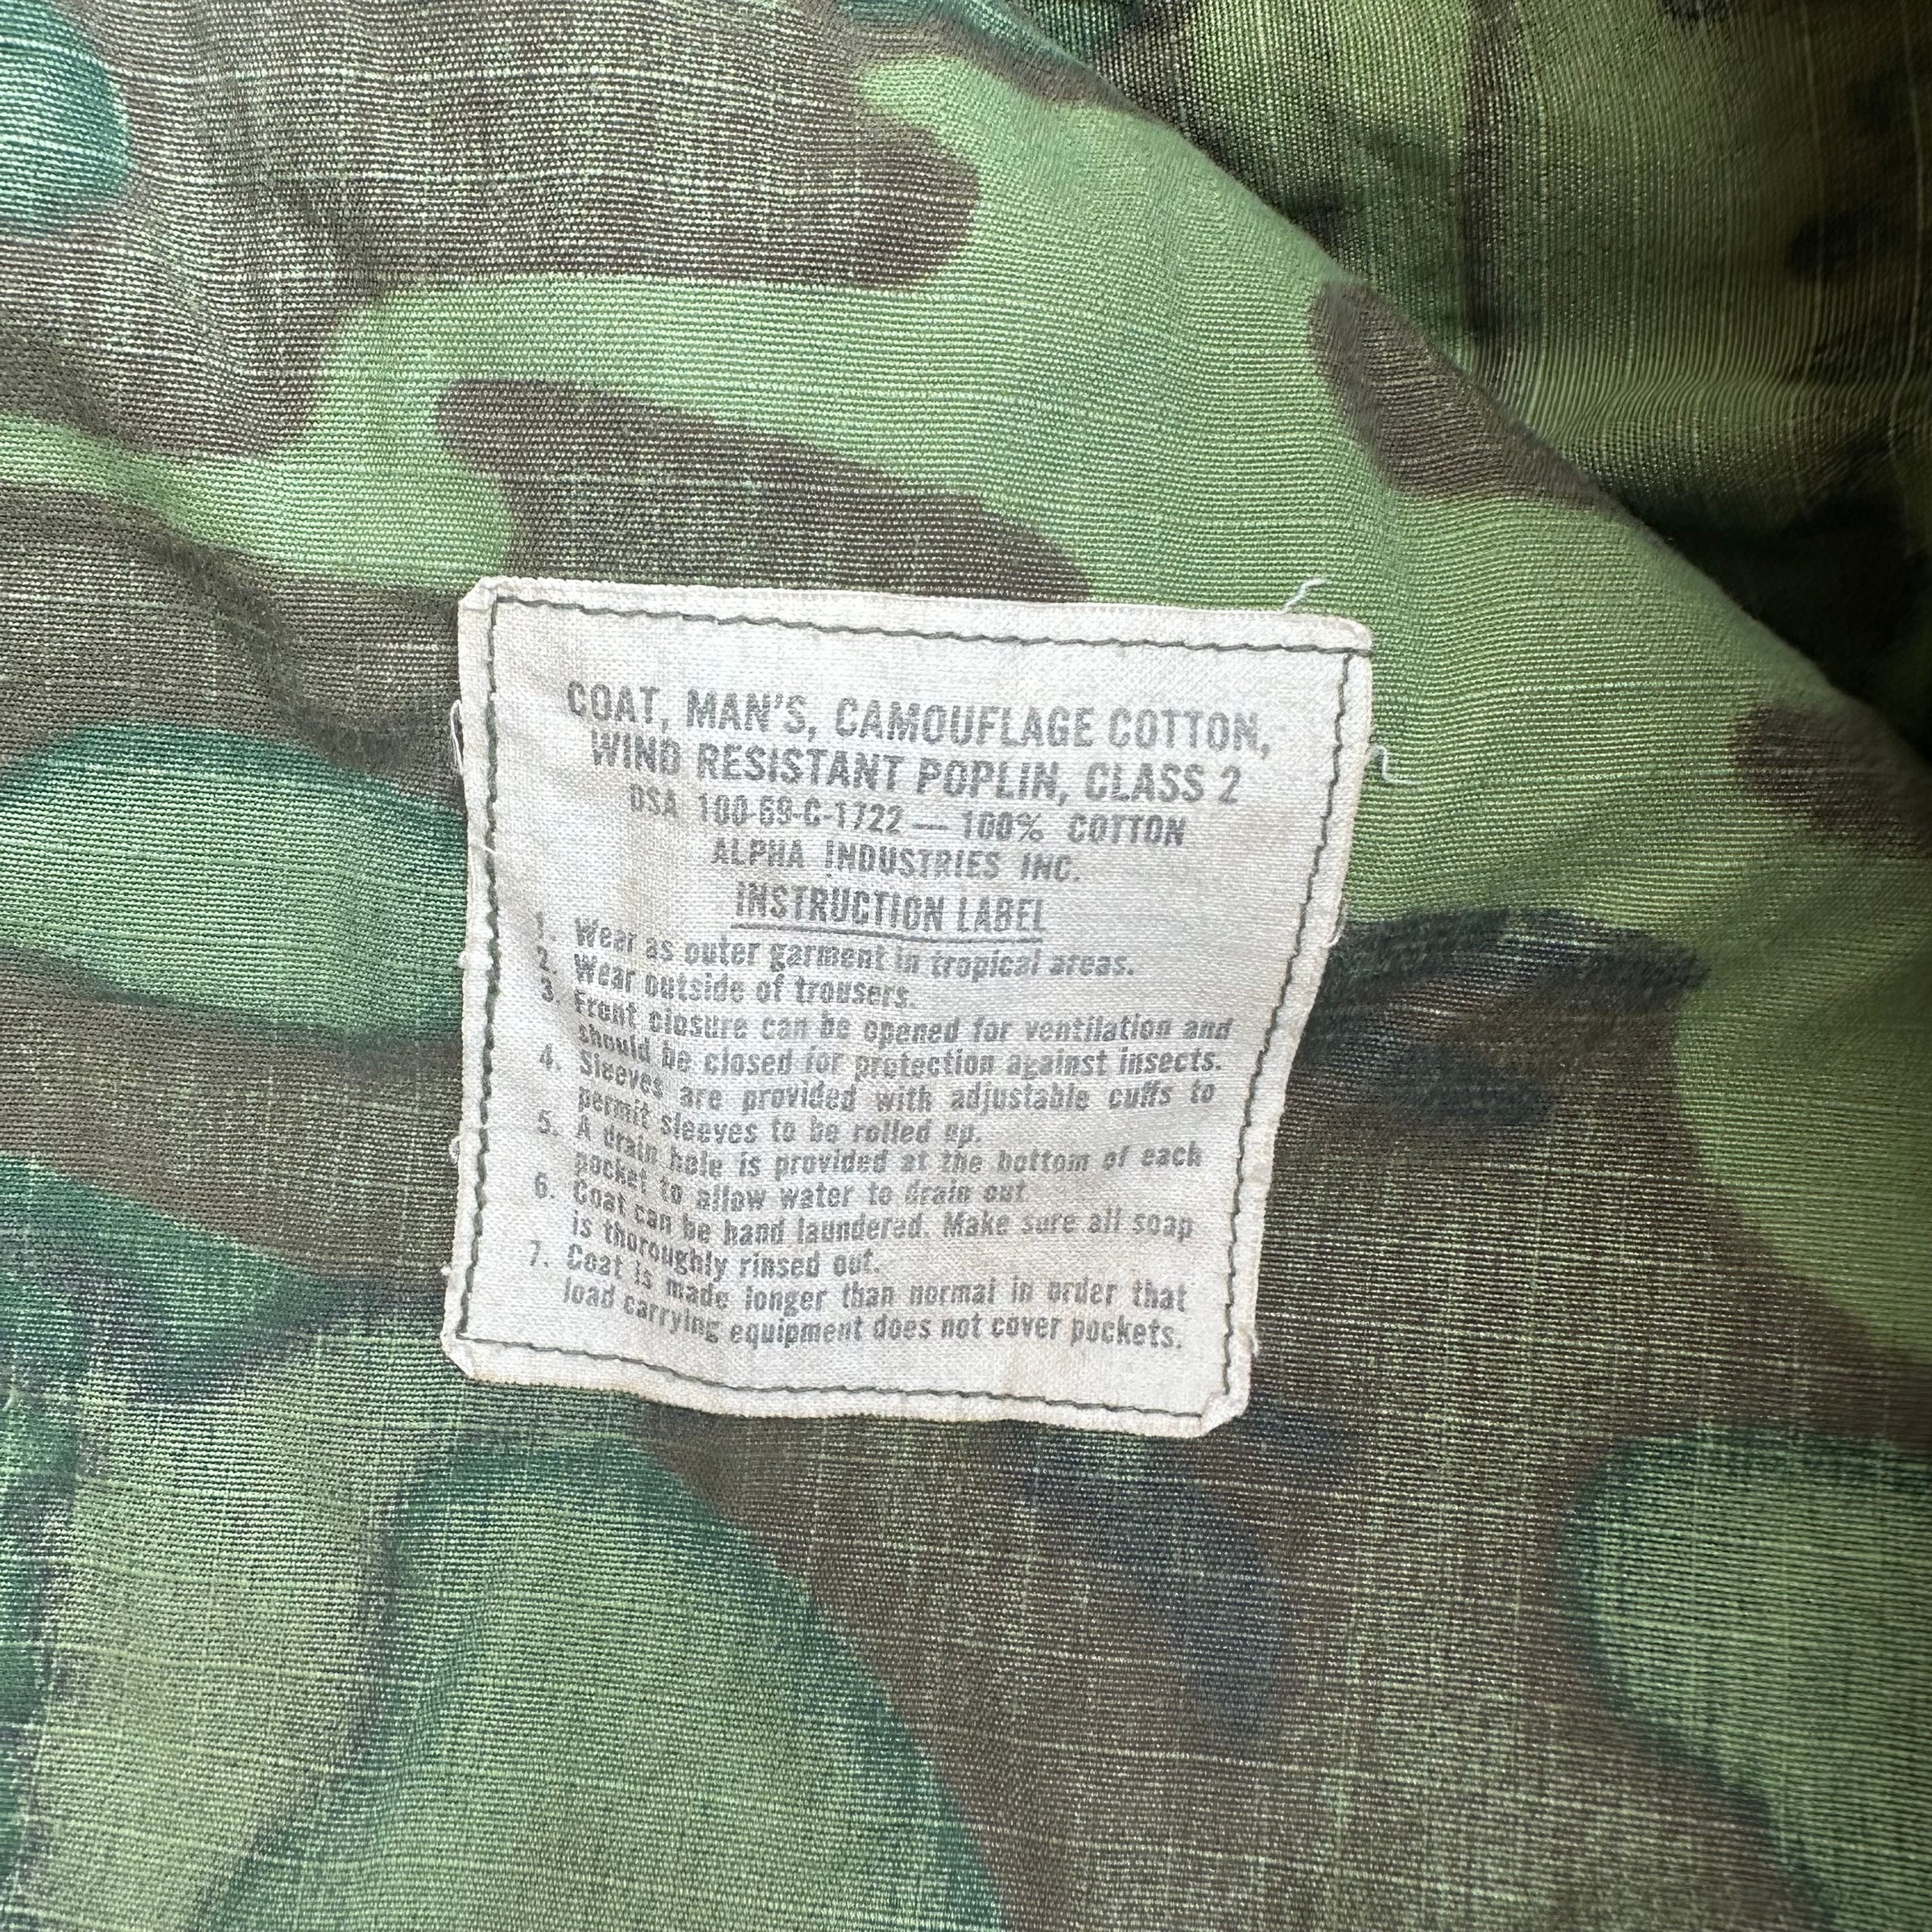 COAT, MAN'S, CAMOUFLAGE COTTON,
WIND RESISTANT POPLIN, CLASS 2
DSA 100-69-C-1722 — 100% COTTON
ALPHA INDUSTRIES INC.
INSTRUCTION LABEL
1. Wear as outer garment in tropical areas.
2. Wear outside of trousers.
3. Front closure can be opened for ventilation and
should be closed for protection against insects.
4. Sleeves are provided with adjustable cuffs to
permit sleeves to be rolled up.
5. A drain hole is provided at the bottom of each
pocket to allow water to drain out.
6. Coat can be hand laundered. Make sure all soap
is thoroughly rinsed out.
7. Coat is made longer than normal in order that
load carrying equipment does not cover pockets.